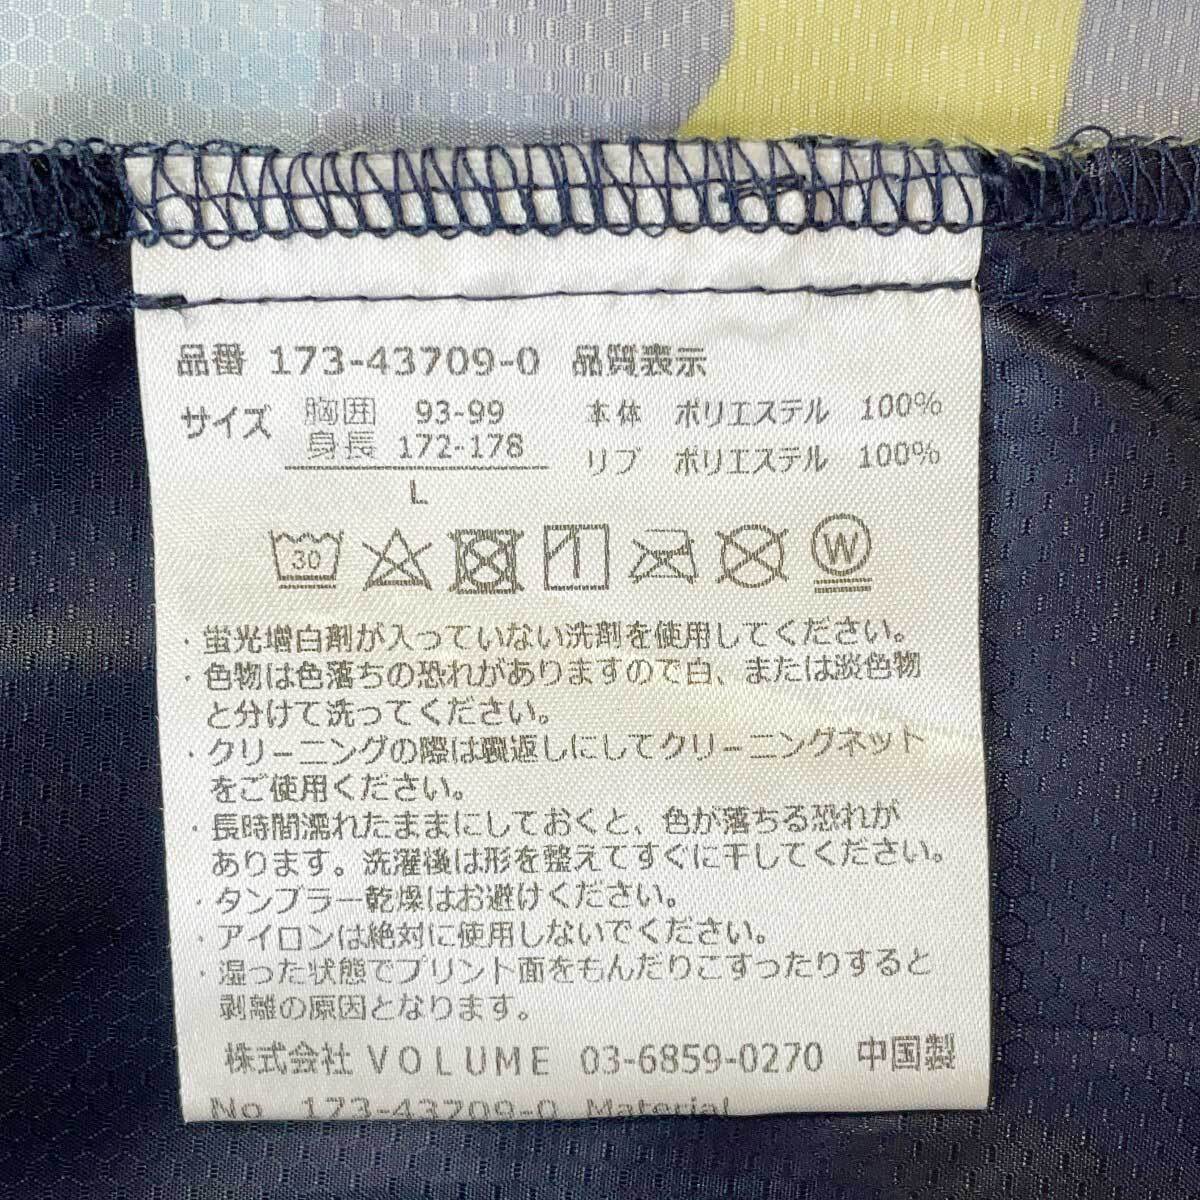 品番 173-43709-0 品質表示
サイズ 胸囲 93-99 本体 ポリエステル 100%
身長 172-178 リブ ポリエステル 100%
L
30 W
・蛍光増白剤が入っていない洗剤を使用してください。
・色物は色落ちの恐れがありますので白、または淡色物
と分けて洗ってください。
・クリーニングの際は裏返しにしてクリーニングネット
をご使用ください。
・長時間濡れたままにしておくと、色が落ちる恐れが
あります。洗濯後は形を整えてすぐに干してください。
・タンブラー乾燥はお避けください。
・アイロンは絶対に使用しないでください。
・湿った状態でプリント面をもんだりこすったりすると
剥離の原因となります。
株式会社 VOLUME 03-6859-0270 中国製
No 173-43709-0 Material